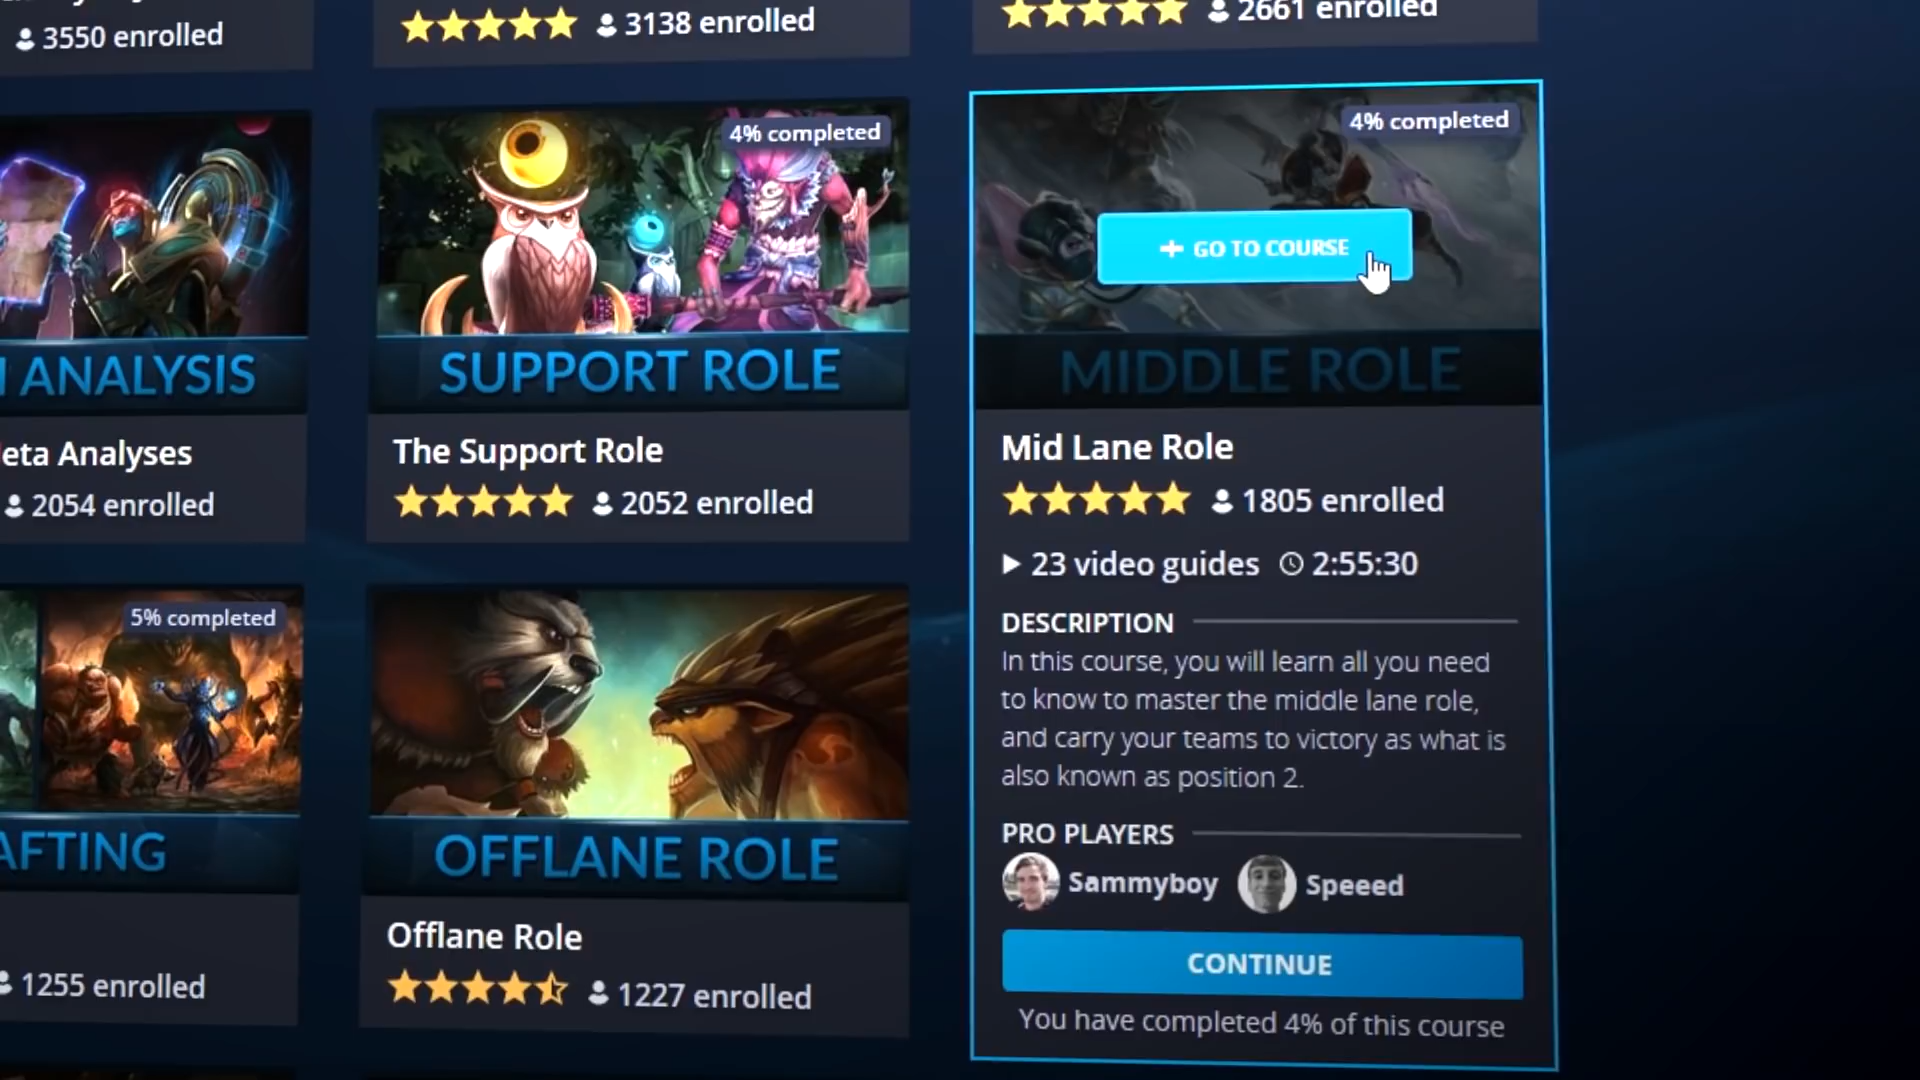 3550 enrolled
3138 enrolled
2661 enrolled
ANALYSIS
Analyses
2054 enrolled
4% completed
SUPPORT ROLE
The Support Role
2052 enrolled
4% completed
GO TO COURSE
MIDDLE ROLE
Mid Lane Role
1805 enrolled
23 video guides 2:55:30
DESCRIPTION
In this course, you will learn all you need
to know to master the middle lane role,
and carry your teams to victory as what is
also known as position 2.
PRO PLAYERS
Sammyboy Speeed
CONTINUE
You have completed 4% of this course
5% completed
AFTING
1255 enrolled
OFFLANE ROLE
Offlane Role
1227 enrolled